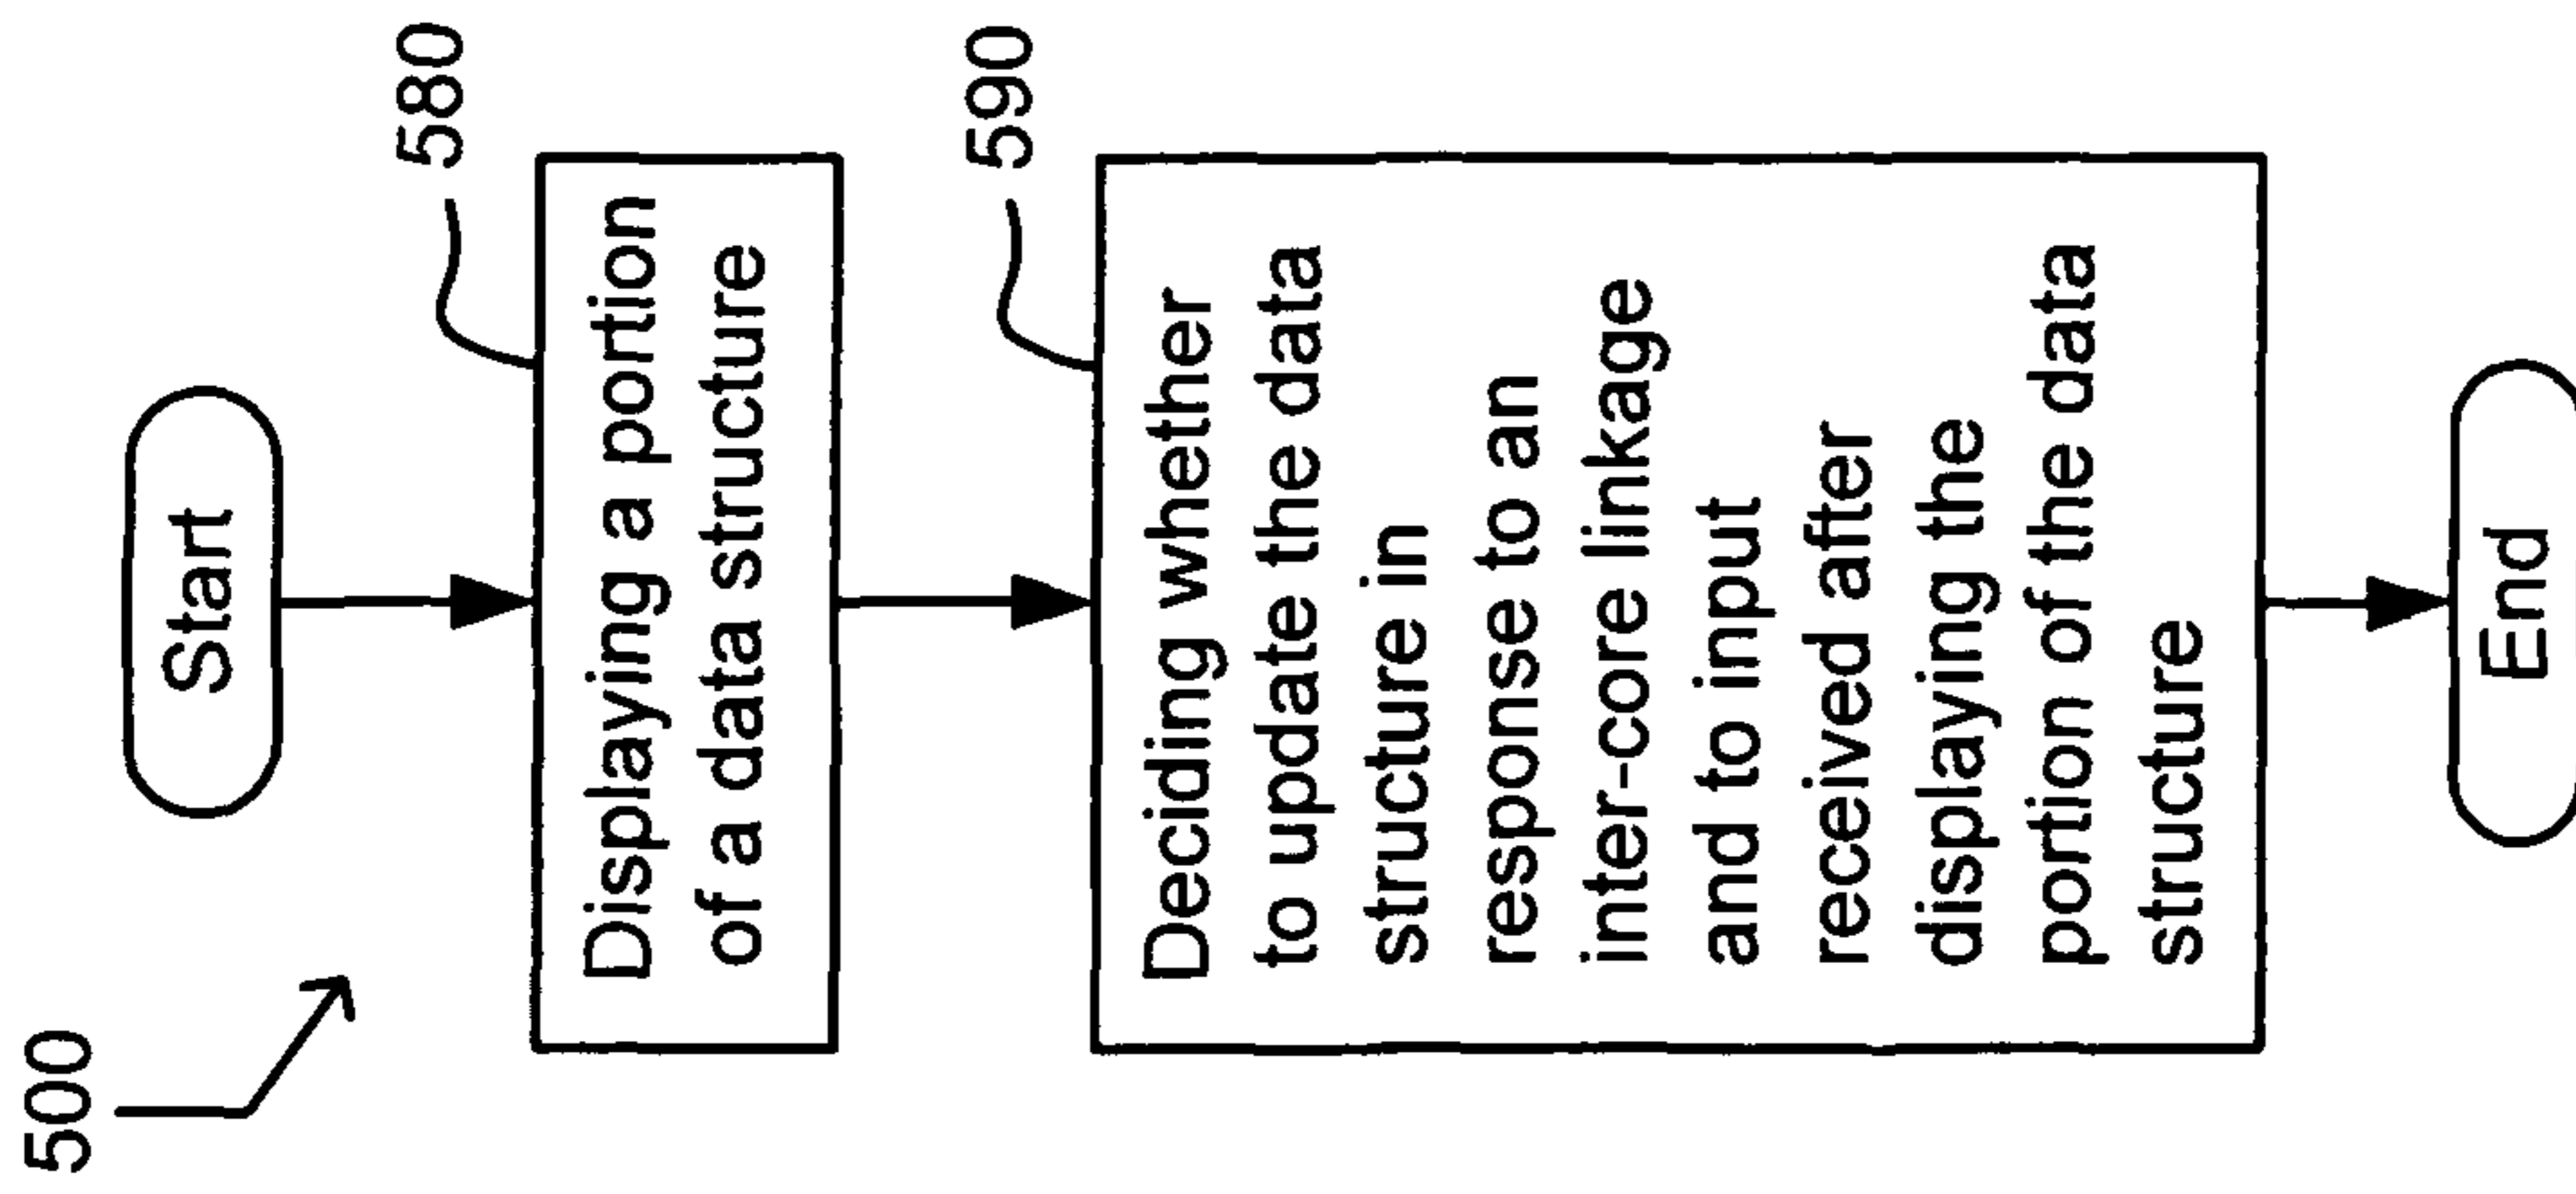 500
Start
580
Displaying a portion
of a data structure
590
Deciding whether
to update the data
structure in
response to an
inter-core linkage
and to input
received after
displaying the
portion of the data
structure
End